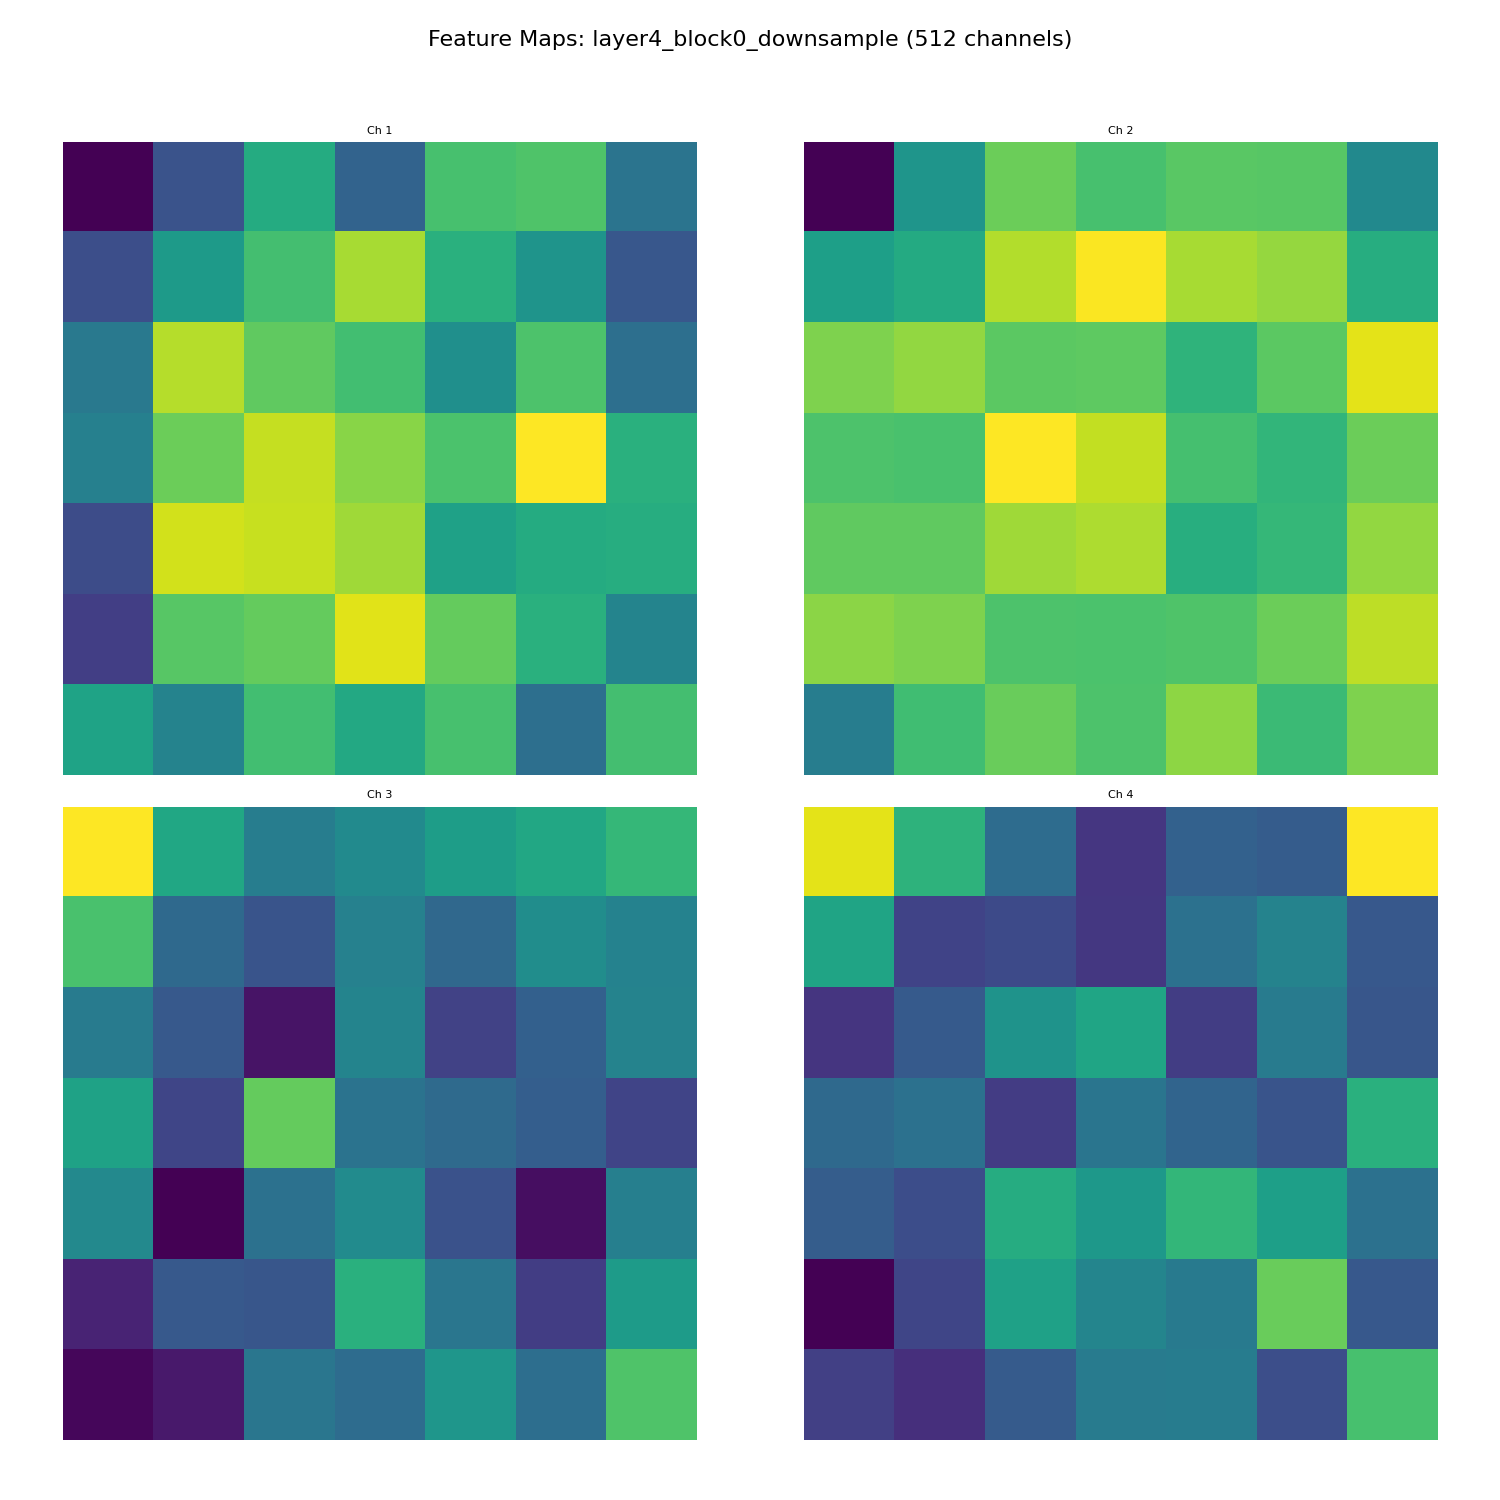 Feature Maps: layer4_block0_downsample (512 channels)
Ch 1
Ch 2
Ch 3
Ch 4